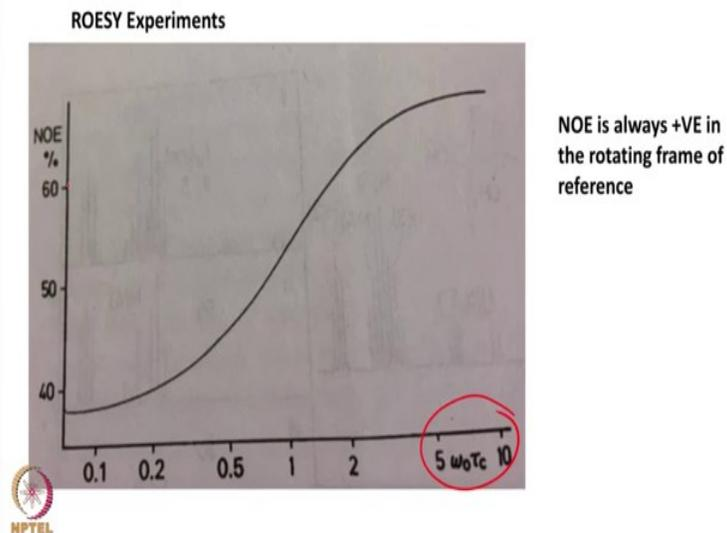 ROESY Experiments
NOE
%
60
50
40
0.1 0.2 0.5 1 2 5 ω₀τc 10
NOE is always +VE in
the rotating frame of
reference
NPTEL